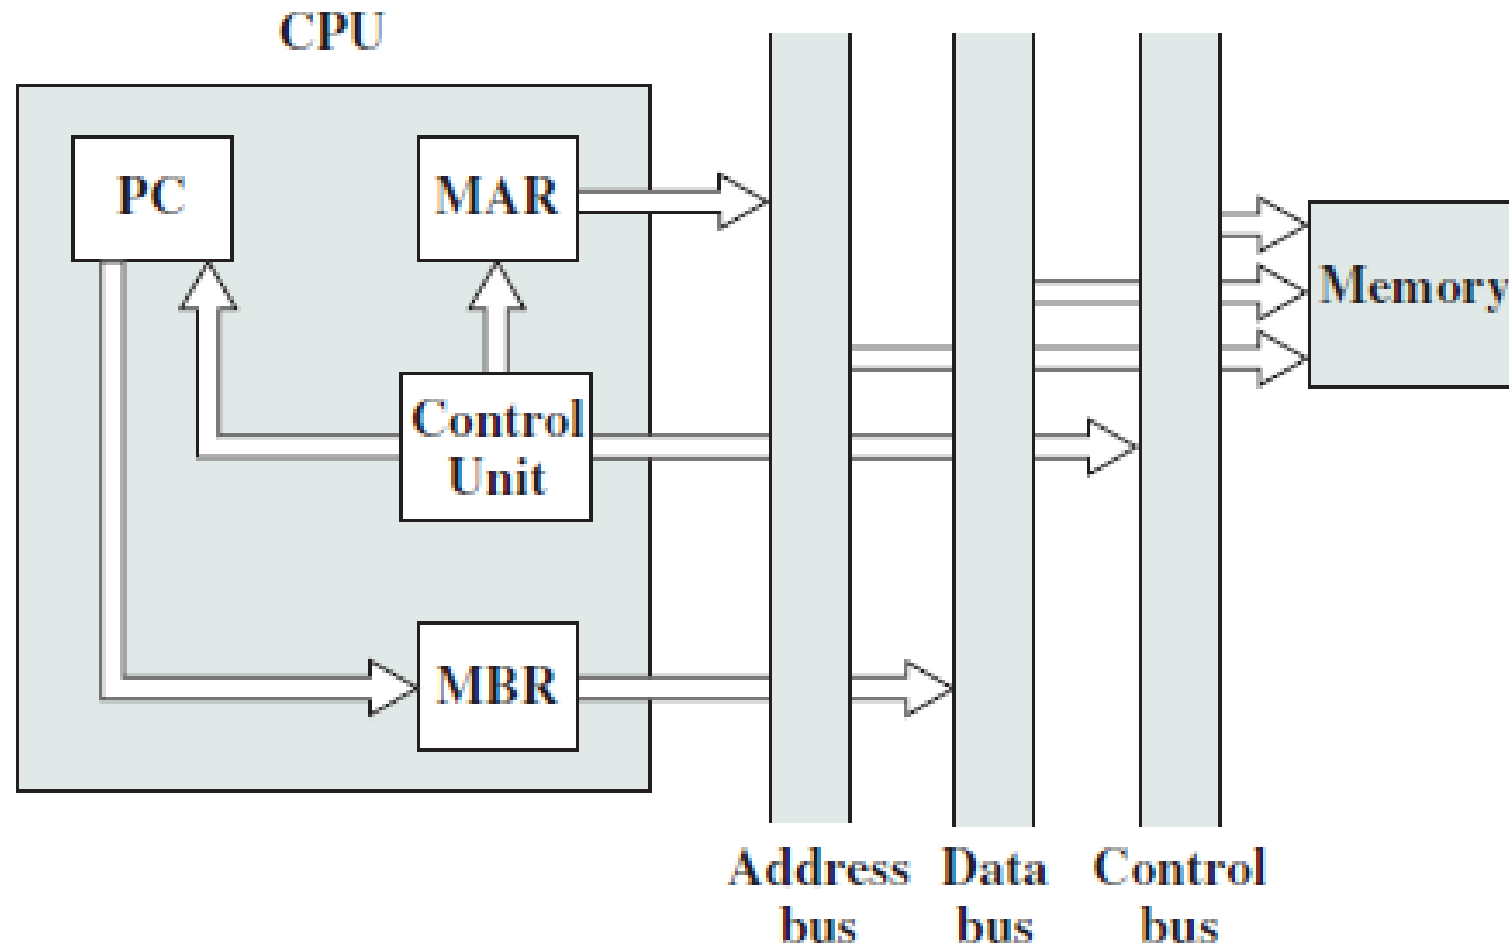 CPU
PC
MAR
Memory
Control
Unit
MBR
Address
bus
Data
bus
Control
bus